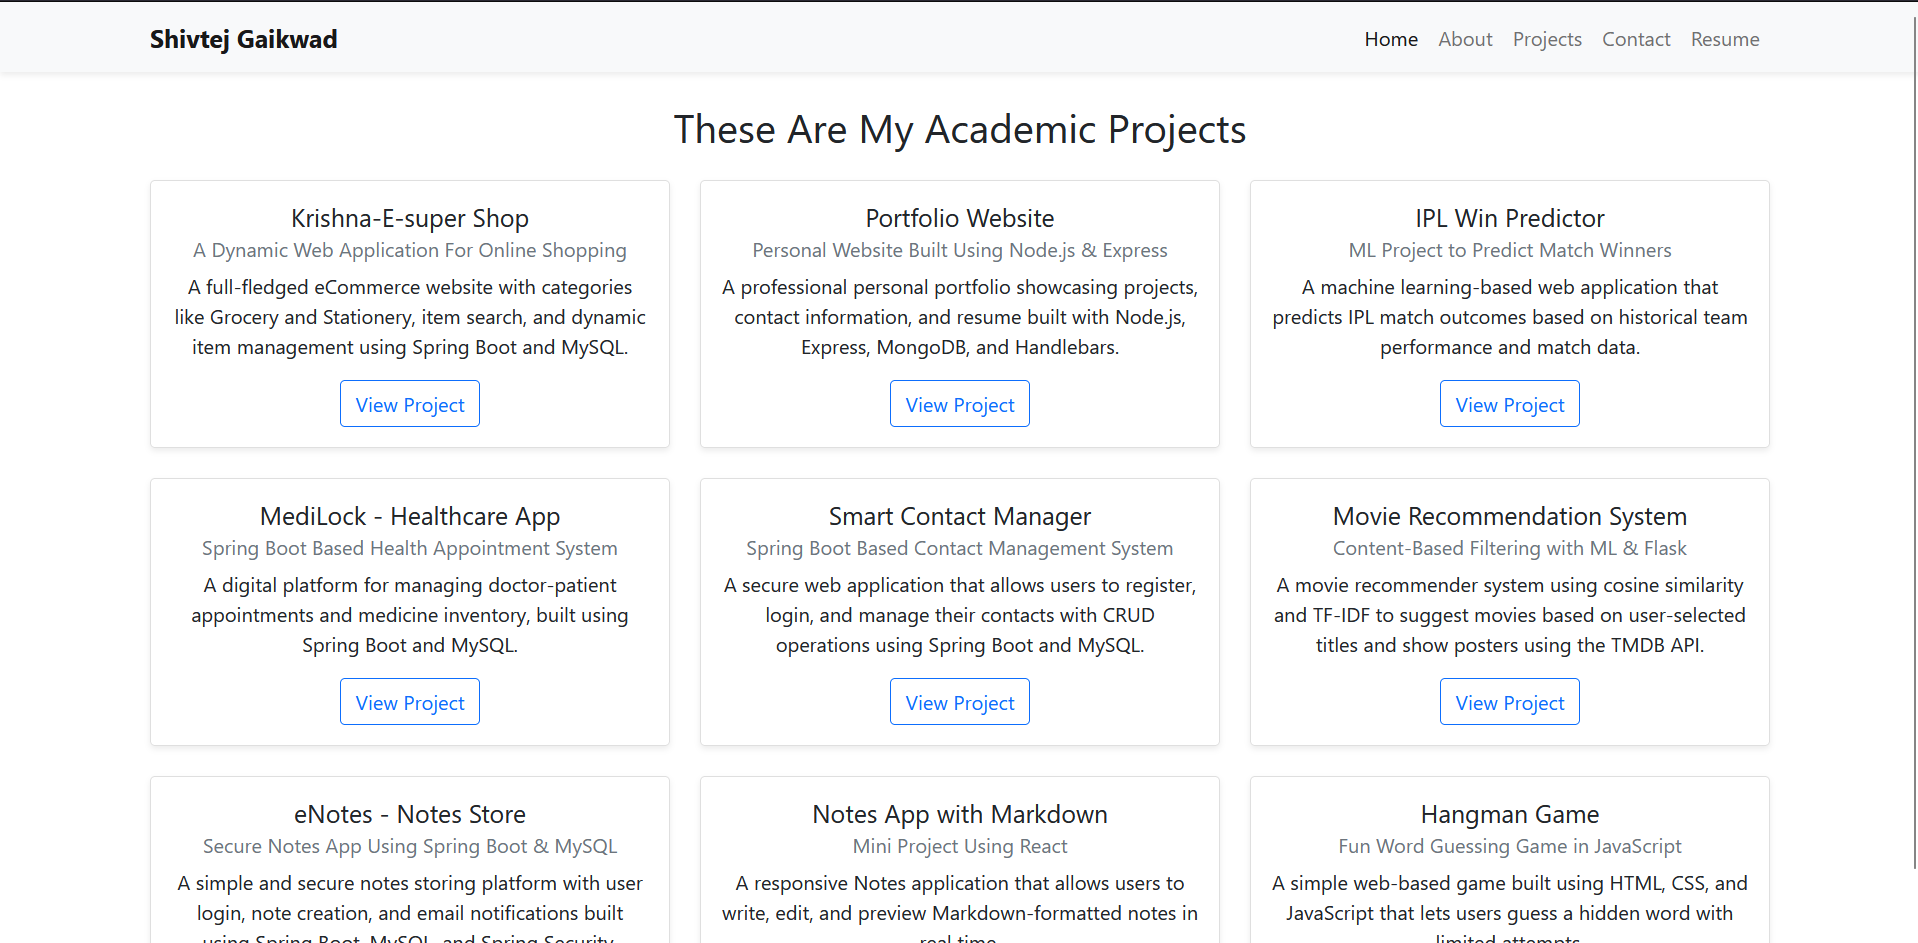 Shivtej Gaikwad
Home About Projects Contact Resume
These Are My Academic Projects
Krishna-E-super Shop
A Dynamic Web Application For Online Shopping
A full-fledged eCommerce website with categories
like Grocery and Stationery, item search, and dynamic
item management using Spring Boot and MySQL.
View Project
Portfolio Website
Personal Website Built Using Node.js & Express
A professional personal portfolio showcasing projects,
contact information, and resume built with Node.js,
Express, MongoDB, and Handlebars.
View Project
IPL Win Predictor
ML Project to Predict Match Winners
A machine learning-based web application that
predicts IPL match outcomes based on historical team
performance and match data.
View Project
MediLock - Healthcare App
Spring Boot Based Health Appointment System
A digital platform for managing doctor-patient
appointments and medicine inventory, built using
Spring Boot and MySQL.
View Project
Smart Contact Manager
Spring Boot Based Contact Management System
A secure web application that allows users to register,
login, and manage their contacts with CRUD
operations using Spring Boot and MySQL.
View Project
Movie Recommendation System
Content-Based Filtering with ML & Flask
A movie recommender system using cosine similarity
and TF-IDF to suggest movies based on user-selected
titles and show posters using the TMDB API.
View Project
eNotes - Notes Store
Secure Notes App Using Spring Boot & MySQL
A simple and secure notes storing platform with user
login, note creation, and email notifications built
using Spring Boot, MySQL, and Spring Security
Notes App with Markdown
Mini Project Using React
A responsive Notes application that allows users to
write, edit, and preview Markdown-formatted notes in
real time
Hangman Game
Fun Word Guessing Game in JavaScript
A simple web-based game built using HTML, CSS, and
JavaScript that lets users guess a hidden word with
limited attempts